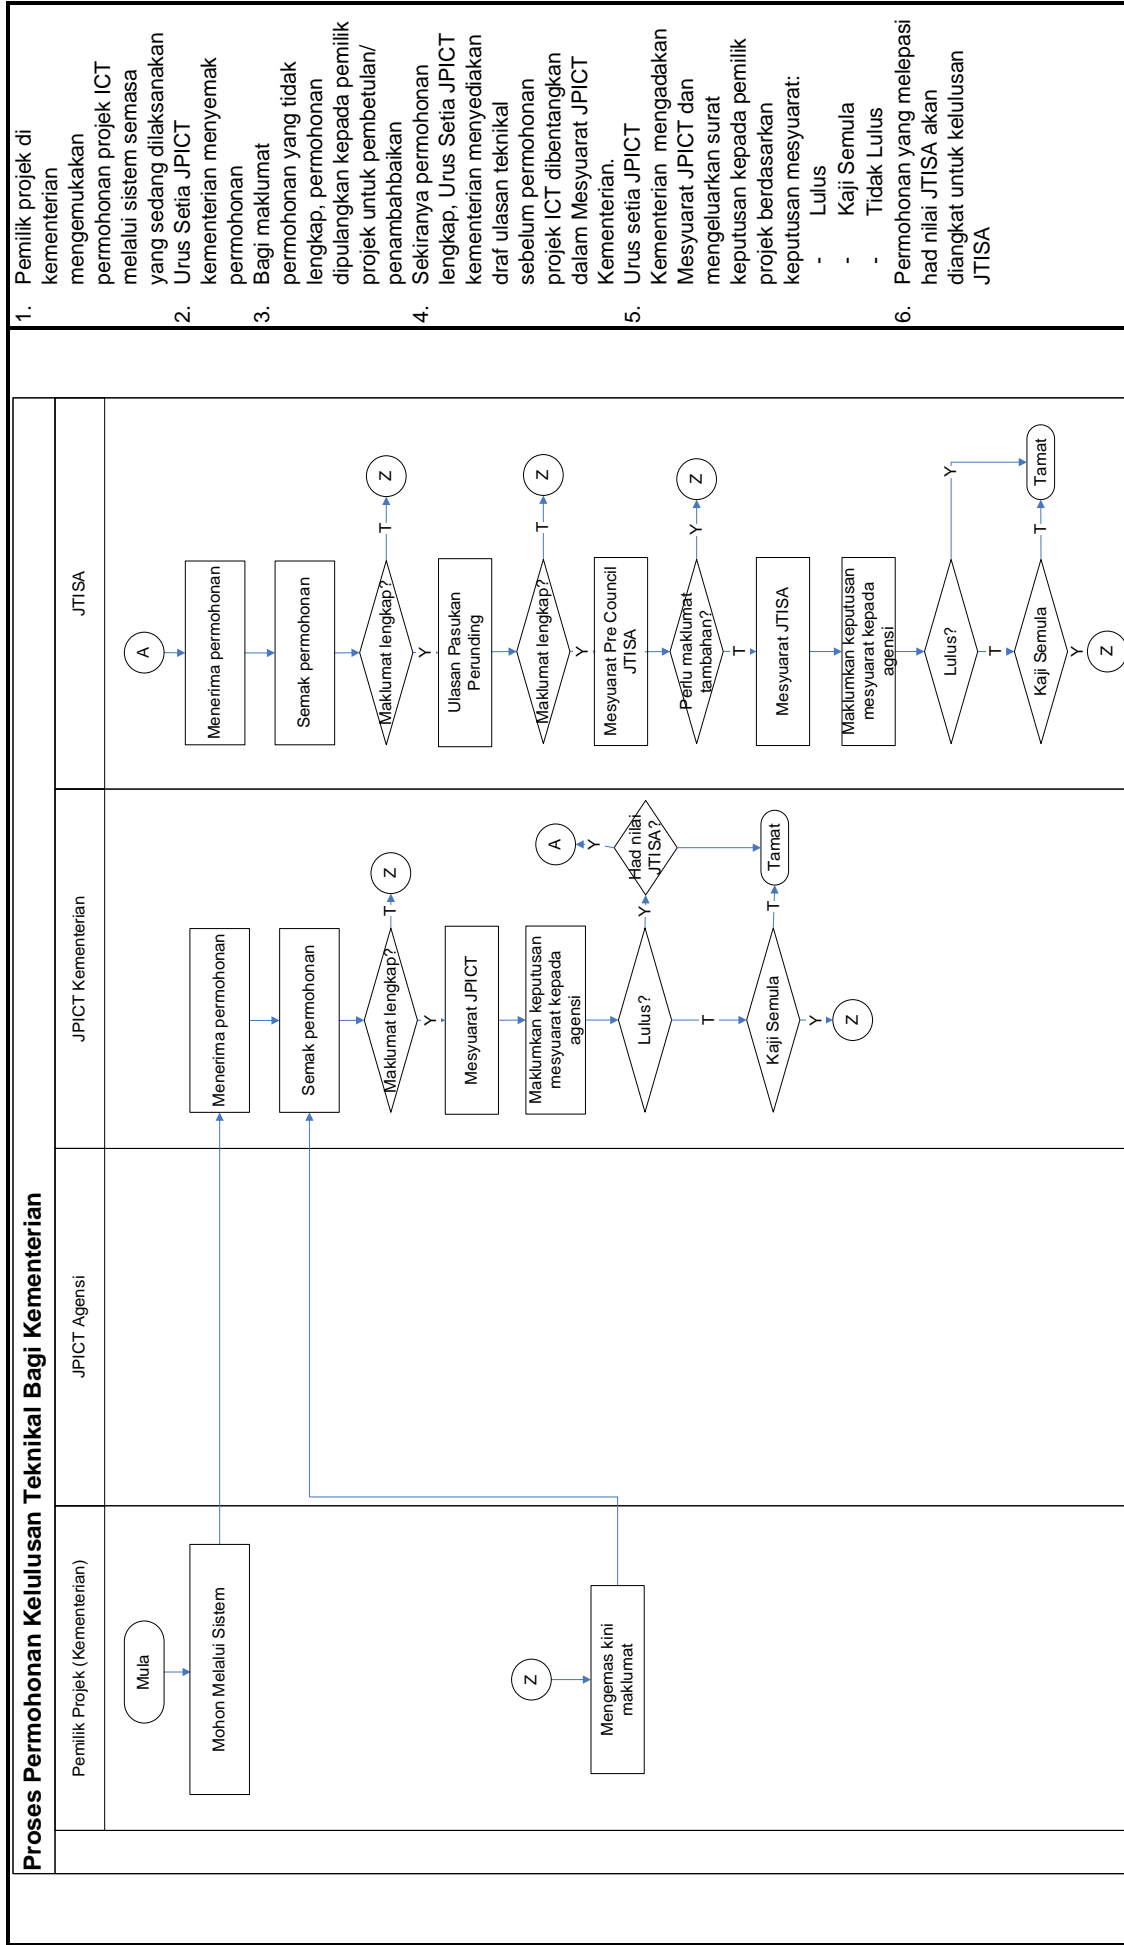 Proses Permohonan Kelulusan Teknikal Bagi Kementerian
Pemilik Projek (Kementerian)
JPICT Agensi
JPICT Kementerian
JTISA
Mula
Mohon Melalui Sistem
Z
Mengemas kini
maklumat
Menerima permohonan
Semak permohonan
Maklumat lengkap?
T
Z
Y
Mesyuarat JPICT
Maklumkan keputusan
mesyuarat kepada
agensi
Lulus?
Y
Had nilai
JTISA?
Y
A
T
Kaji Semula
T
Tamat
Y
Z
A
Menerima permohonan
Semak permohonan
Maklumat lengkap?
T
Z
Y
Ulasan Pasukan
Perunding
Maklumat lengkap?
T
Z
Y
Mesyuarat Pre Council
JTISA
Perlu maklumat
tambahan?
Y
Z
T
Mesyuarat JTISA
Maklumkan keputusan
mesyuarat kepada
agensi
Lulus?
Y
T
Kaji Semula
T
Tamat
Y
Z
1. Pemilik projek di
kementerian
mengemukakan
permohonan projek ICT
melalui sistem semasa
yang sedang dilaksanakan
2. Urus Setia JPICT
kementerian menyemak
permohonan
3. Bagi maklumat
permohonan yang tidak
lengkap, permohonan
dipulangkan kepada pemilik
projek untuk pembetulan/
penambahbaikan
4. Sekiranya permohonan
lengkap, Urus Setia JPICT
kementerian menyediakan
draf ulasan teknikal
sebelum permohonan
projek ICT dibentangkan
dalam Mesyuarat JPICT
Kementerian.
5. Urus setia JPICT
Kementerian mengadakan
Mesyuarat JPICT dan
mengeluarkan surat
keputusan kepada pemilik
projek berdasarkan
keputusan mesyuarat:
- Lulus
- Kaji Semula
- Tidak Lulus
6. Permohonan yang melepasi
had nilai JTISA akan
diangkat untuk kelulusan
JTISA